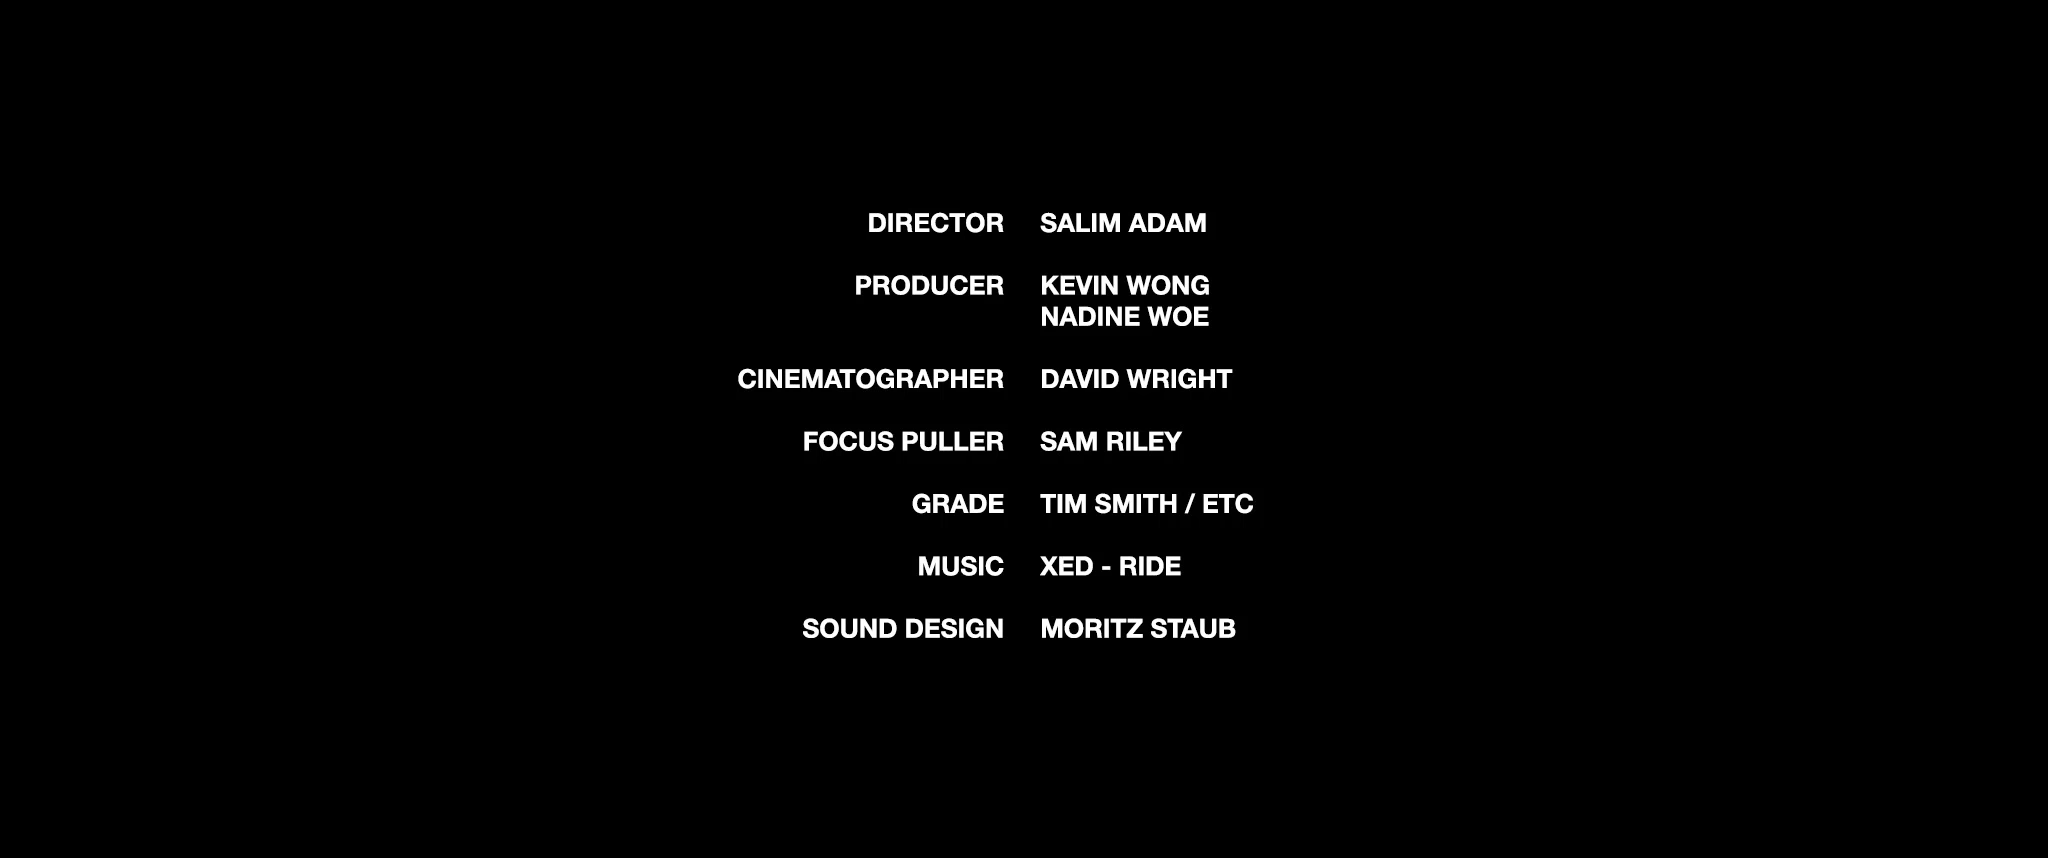 DIRECTOR SALIM ADAM
PRODUCER KEVIN WONG
NADINE WOE
CINEMATOGRAPHER DAVID WRIGHT
FOCUS PULLER SAM RILEY
GRADE TIM SMITH / ETC
MUSIC XED - RIDE
SOUND DESIGN MORITZ STAUB